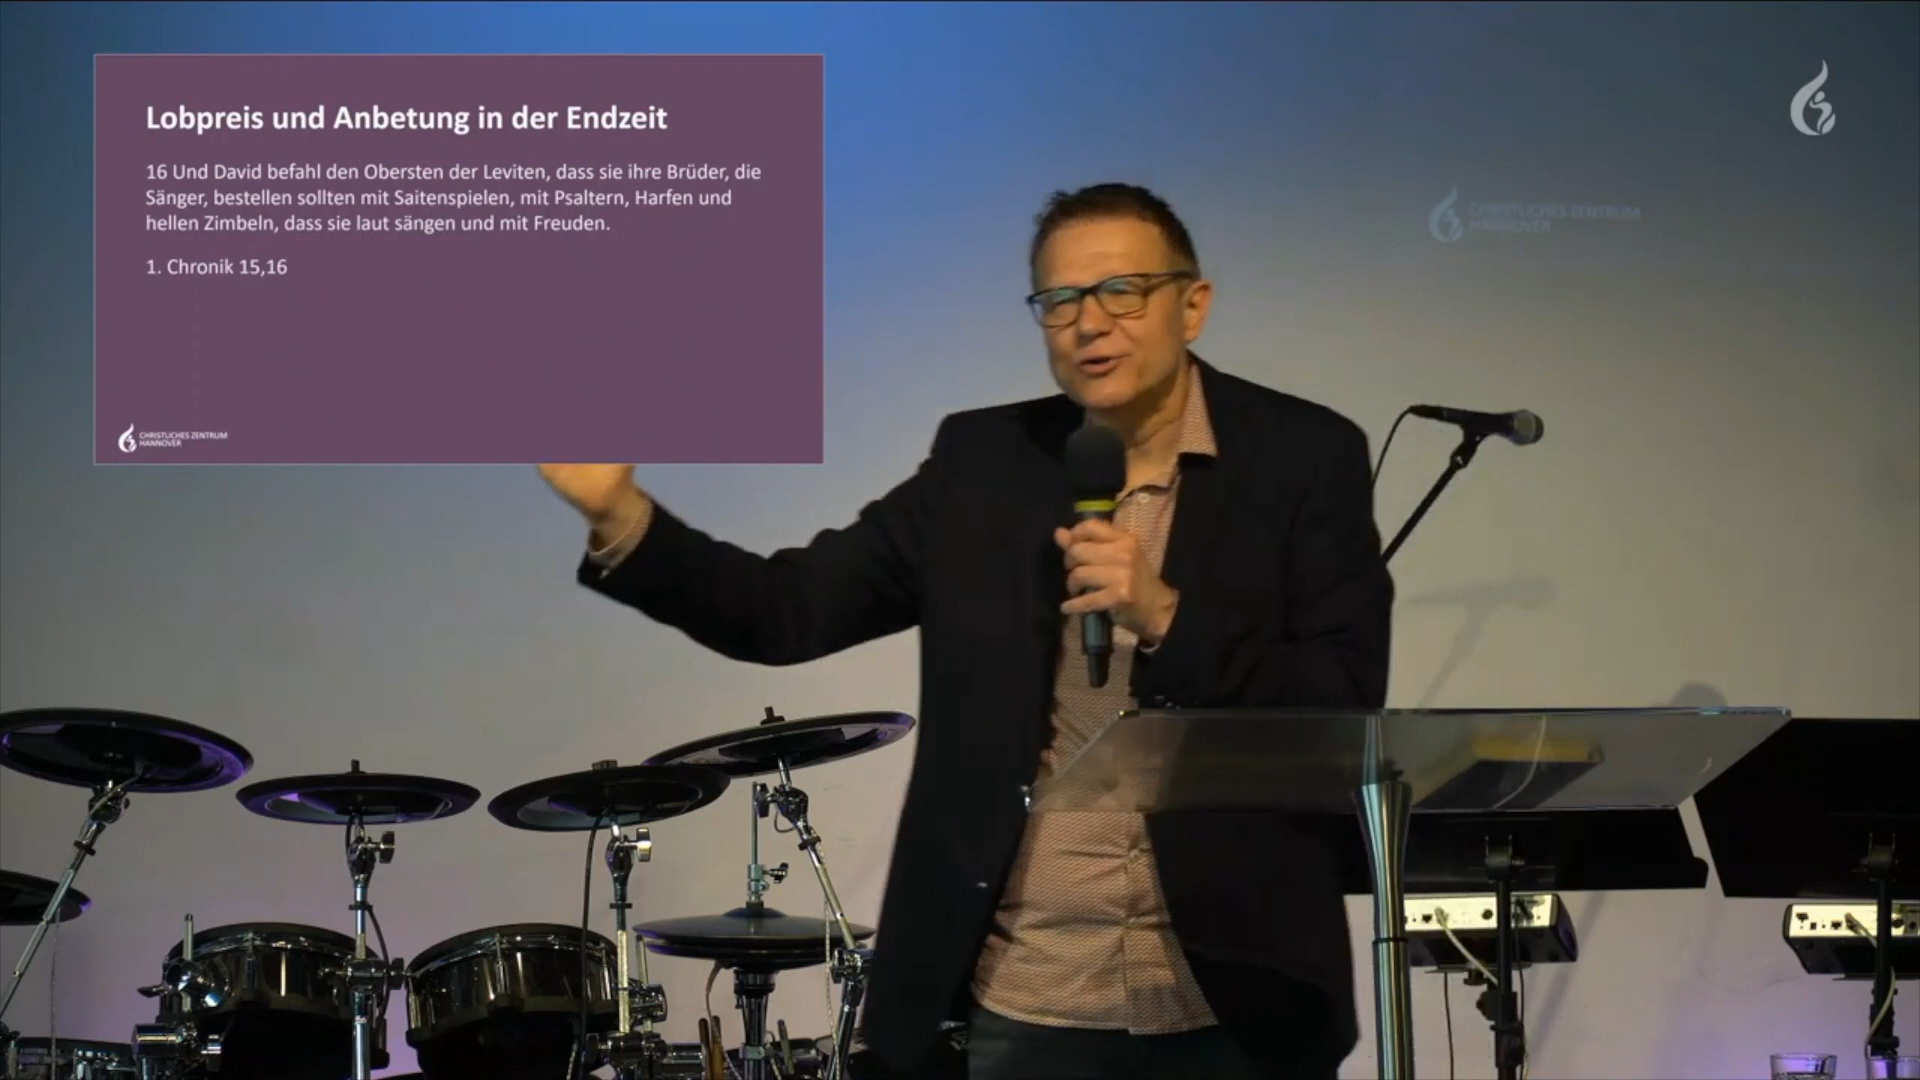 Lobpreis und Anbetung in der Endzeit
16 Und David befahl den Obersten der Leviten, dass sie ihre Brüder, die
Sänger, bestellen sollten mit Saitenspielen, mit Psaltern, Harfen und
hellen Zimbeln, dass sie laut sängen und mit Freuden.
1. Chronik 15,16
CHRISTLICHES ZENTRUM
HANNOVER
CHRISTLICHES ZENTRUM
HANNOVER